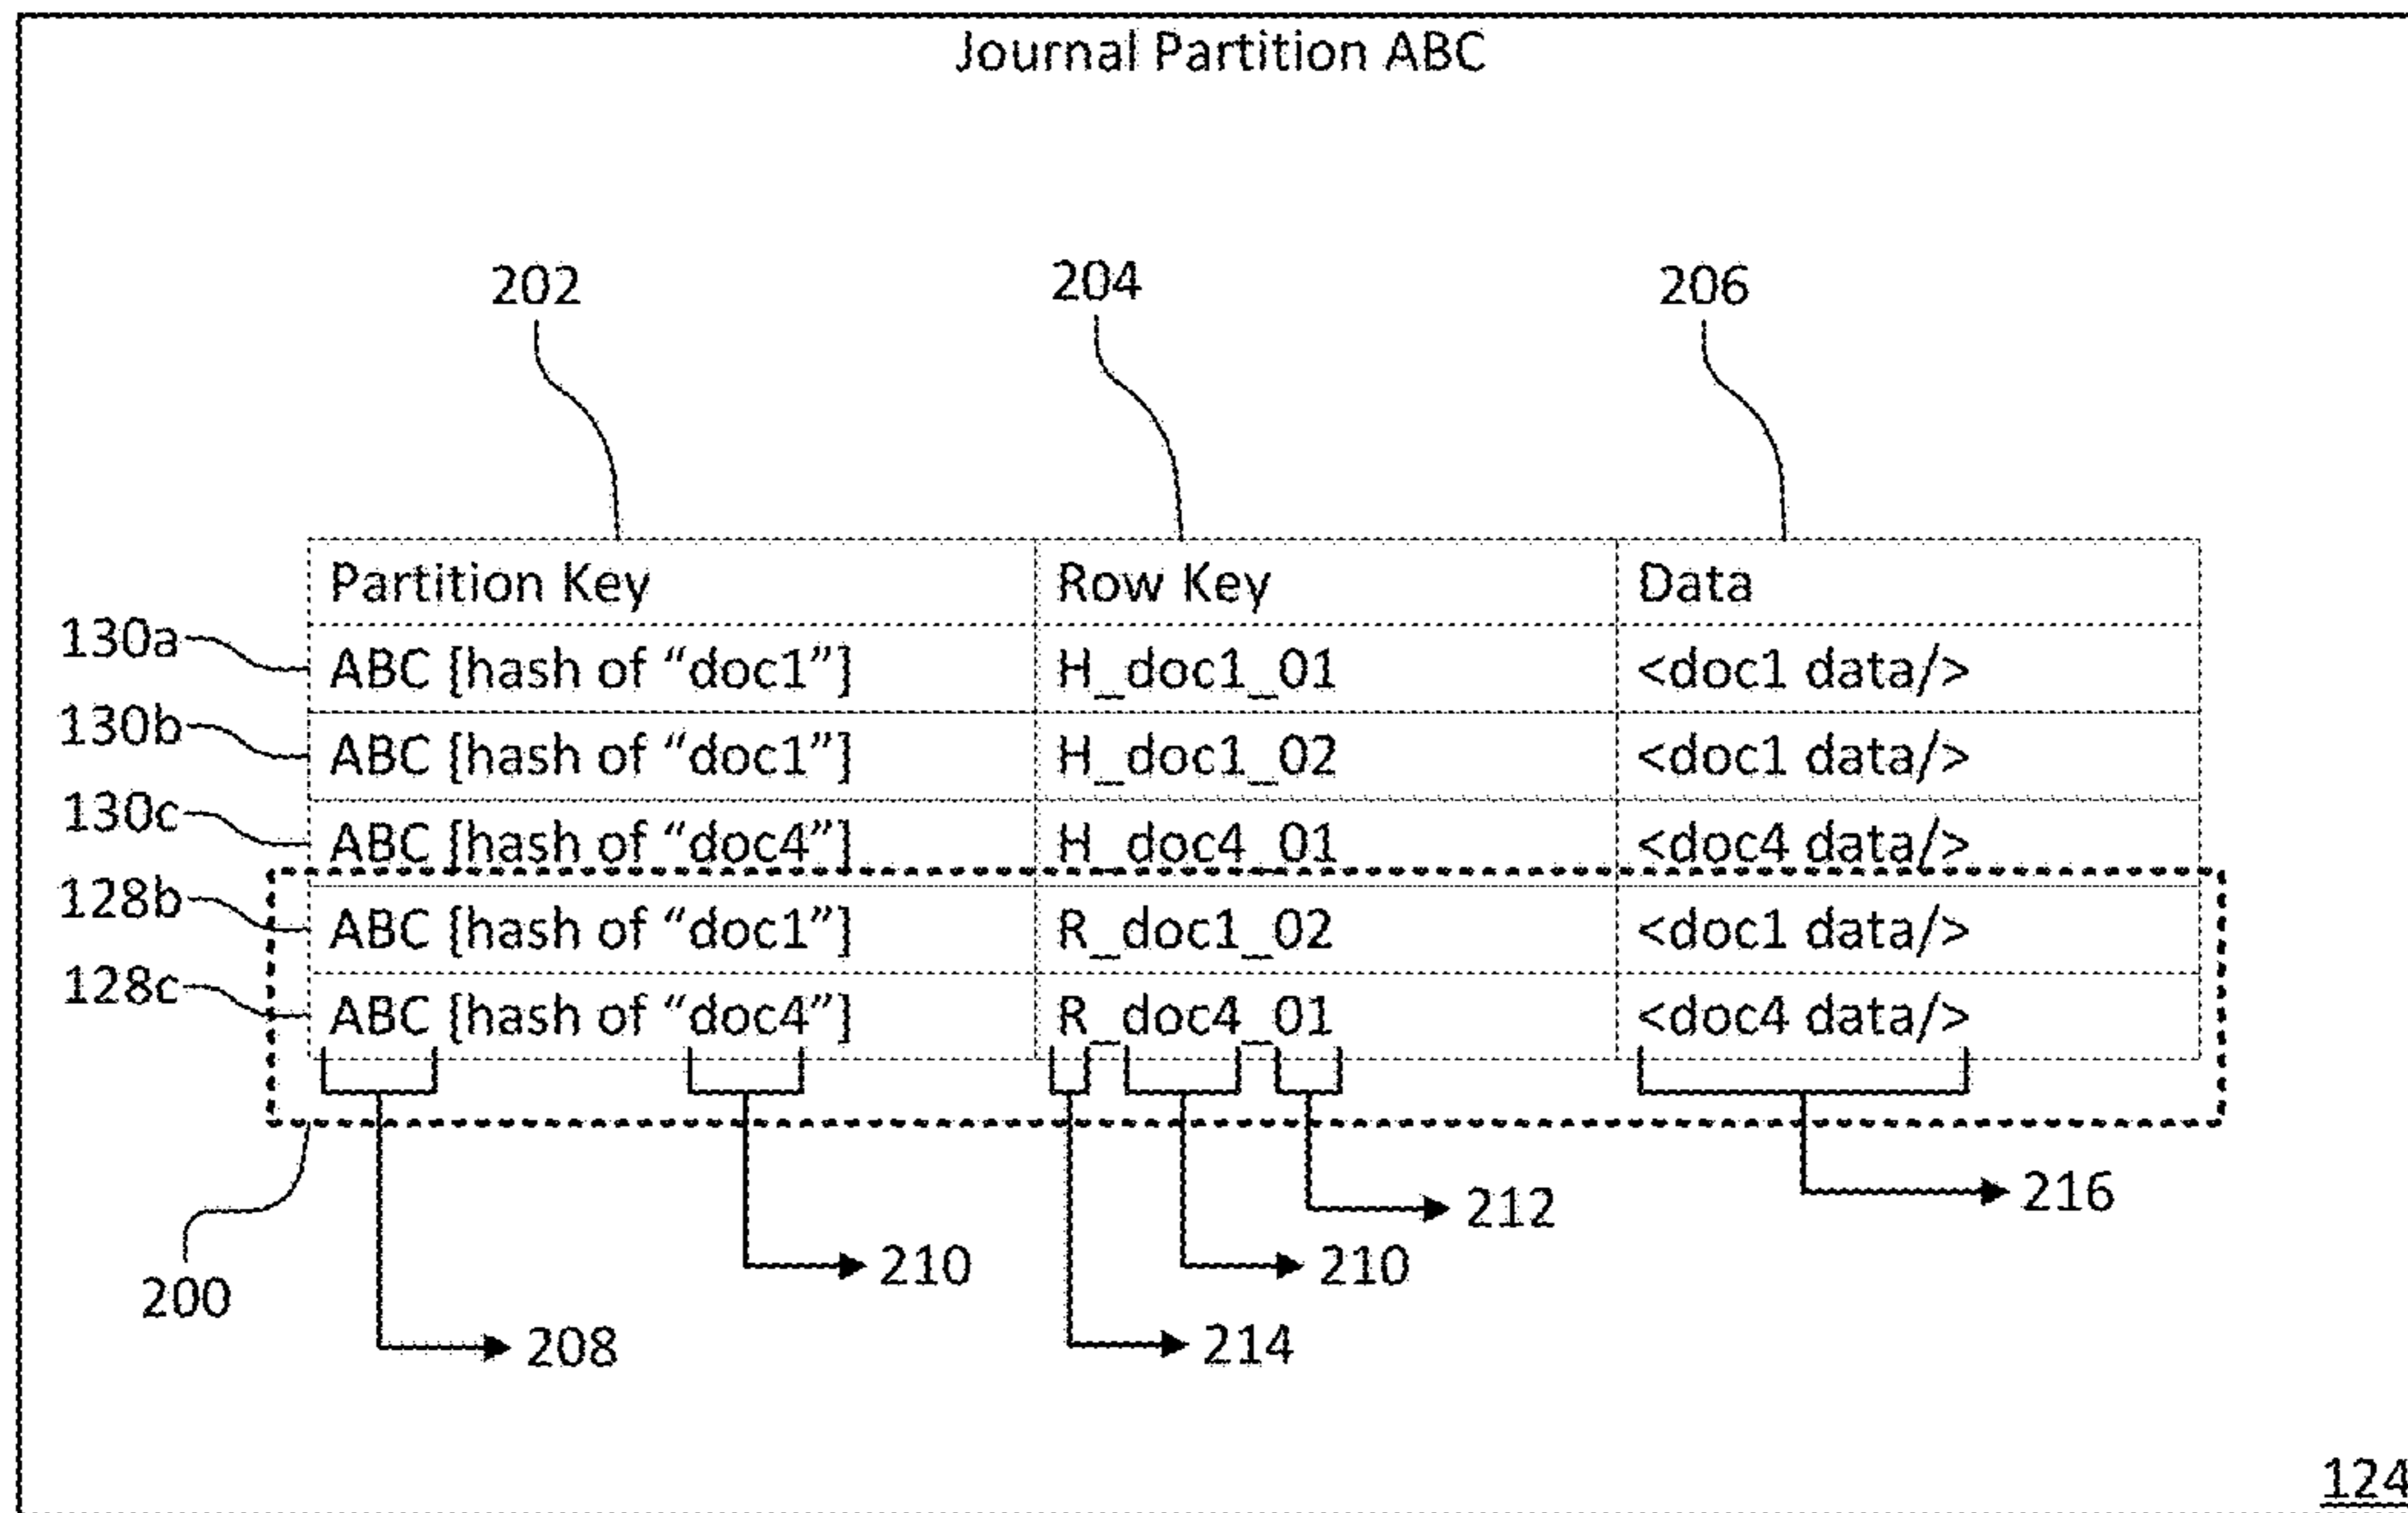 Journal Partition ABC
202 204 206
Partition Key Row Key Data
130a ABC [hash of “doc1”] H_doc1_01 <doc1 data/>
130b ABC [hash of “doc1”] H_doc1_02 <doc1 data/>
130c ABC [hash of “doc4”] H_doc4_01 <doc4 data/>
128b ABC [hash of “doc1”] R_doc1_02 <doc1 data/>
128c ABC [hash of “doc4”] R_doc4_01 <doc4 data/>
212 216
200 210 210
208 214
124